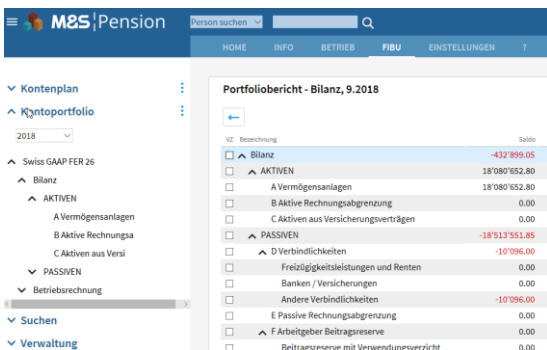 M&S Pension
Person suchen
HOME INFO BETRIEB FIBU EINSTELLUNGEN ?
Kontenplan
Kontoportfolio
2018
Swiss GAAP FER 26
Bilanz
AKTIVEN
A Vermögensanlagen
B Aktive Rechnungsa
C Aktiven aus Versi
PASSIVEN
Betriebsrechnung
Suchen
Verwaltung
Portfoliobericht - Bilanz, 9.2018
VZ Bezeichnung Saldo
Bilanz -432'899.05
AKTIVEN 18'080'652.80
A Vermögensanlagen 18'080'652.80
B Aktive Rechnungsabgrenzung 0.00
C Aktiven aus Versicherungsverträgen 0.00
PASSIVEN -18'513'551.85
D Verbindlichkeiten -10'096.00
Freizügigkeitsleistungen und Renten 0.00
Banken / Versicherungen 0.00
Andere Verbindlichkeiten -10'096.00
E Passive Rechnungsabgrenzung 0.00
F Arbeitgeber Beitragsreserve 0.00
Beitragsreserve mit Verwendungsverzicht 0.00